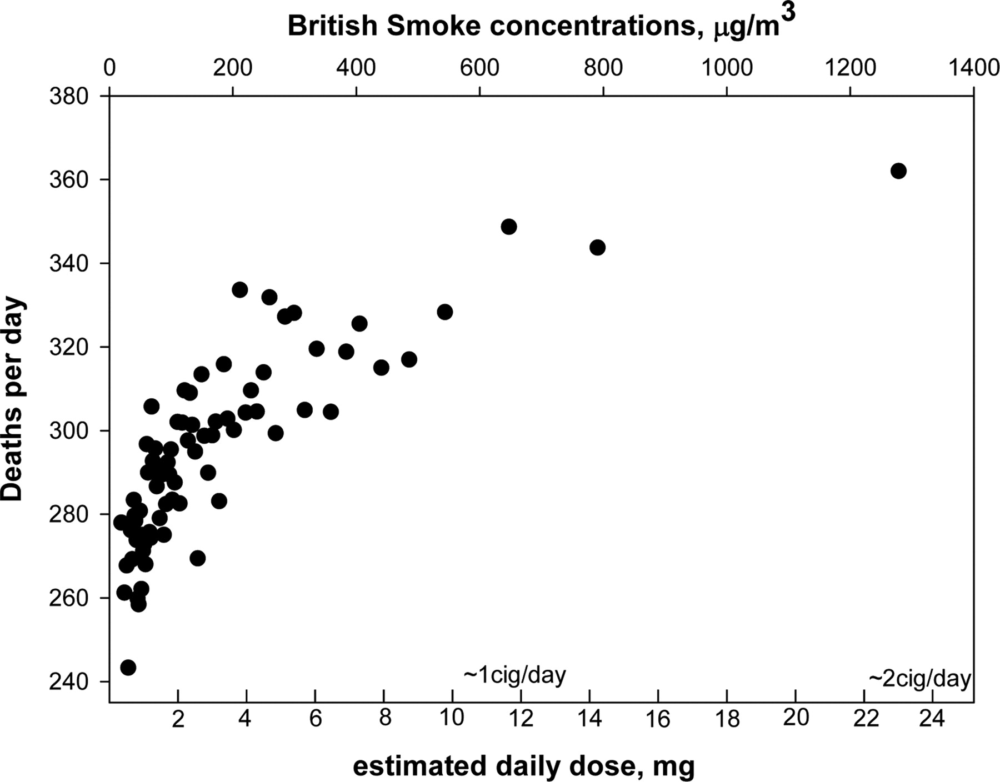 British Smoke concentrations, μg/m³
0 200 400 600 800 1000 1200 1400
380
360
340
320
300
280
260
240
Deaths per day
~1cig/day ~2cig/day
2 4 6 8 10 12 14 16 18 20 22 24
estimated daily dose, mg